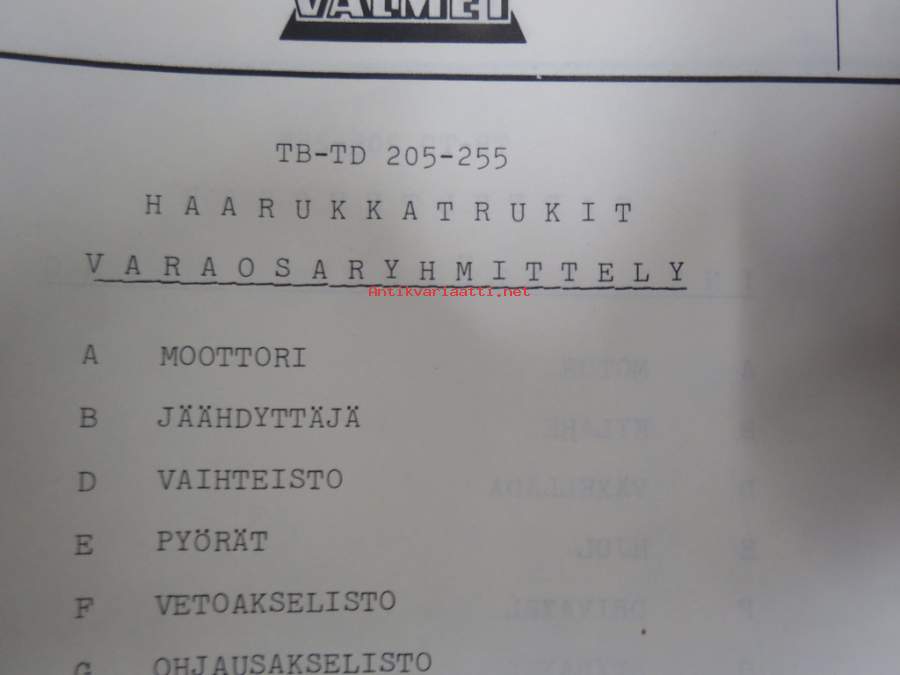 VALMET
TB-TD 205-255
HAARUKKATRUKIT
VARAOSARYHMITTELY
Antikvariaatti.net
A MOOTTORI
B JÄÄHDYTTÄJÄ
D VAIHTEISTO
E PYÖRÄT
F VETOAKSELISTO
G OHJAUSAKSELISTO